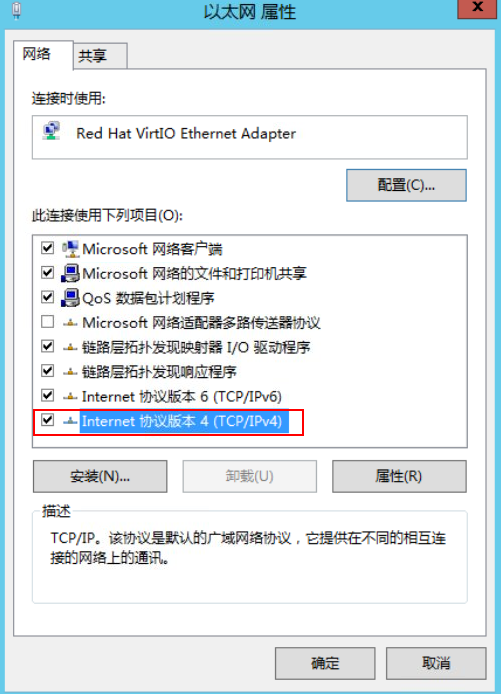 以太网 属性
x
网络
共享
连接时使用:
Red Hat VirtIO Ethernet Adapter
配置(C)...
此连接使用下列项目(O):
Microsoft 网络客户端
Microsoft 网络的文件和打印机共享
QoS 数据包计划程序
Microsoft 网络适配器多路传送器协议
链路层拓扑发现映射器 I/O 驱动程序
链路层拓扑发现响应程序
Internet 协议版本 6 (TCP/IPv6)
Internet 协议版本 4 (TCP/IPv4)
安装(N)...
卸载(U)
属性(R)
描述
TCP/IP。该协议是默认的广域网络协议，它提供在不同的相互连
接的网络上的通讯。
确定
取消